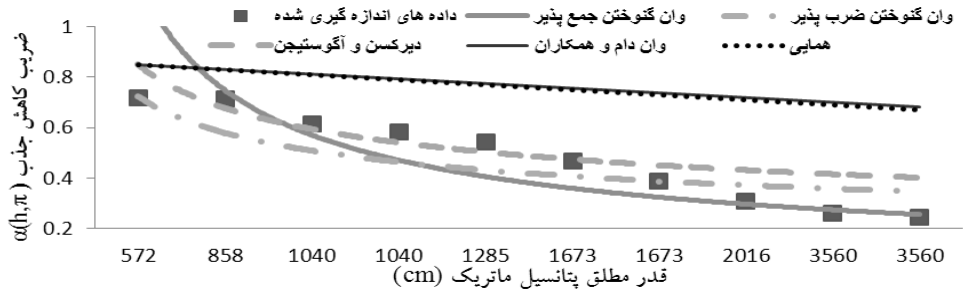 داده های اندازه گیری شده
وان گنوختن جمع پذیر
وان گنوختن ضرب پذیر
دیرکسن و آگوستیجن
وان دام و همکاران
همایی
ضریب کاهش جذب α(h,π)
1
0.8
0.6
0.4
0.2
572 858 1040 1040 1285 1673 1673 2016 3560 3560
قدر مطلق پتانسیل ماتریک (cm)